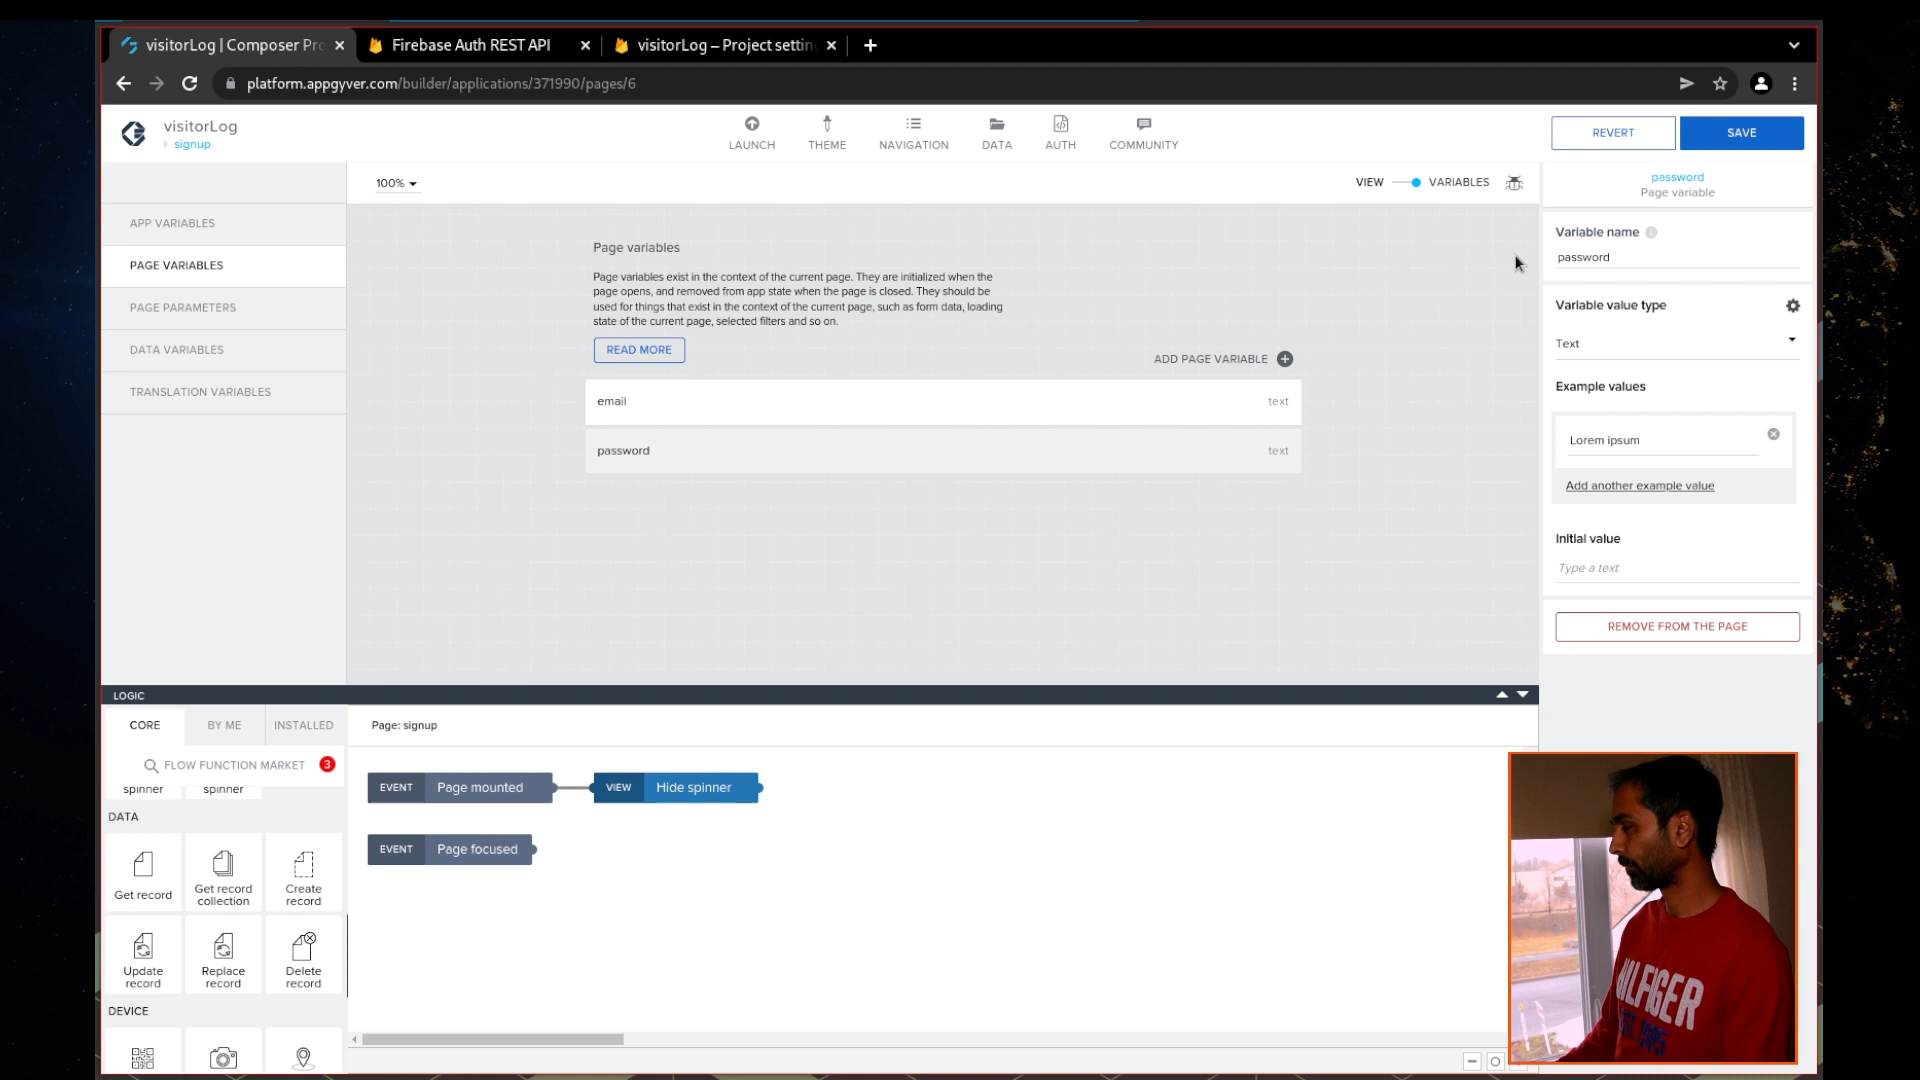 visitorLog | Composer Pro
Firebase Auth REST API
visitorLog – Project settin
platform.appgyver.com/builder/applications/371990/pages/6
visitorLog
signup
LAUNCH
THEME
NAVIGATION
DATA
AUTH
COMMUNITY
REVERT
SAVE
100%
VIEW
VARIABLES
APP VARIABLES
PAGE VARIABLES
PAGE PARAMETERS
DATA VARIABLES
TRANSLATION VARIABLES
Page variables
Page variables exist in the context of the current page. They are initialized when the
page opens, and removed from app state when the page is closed. They should be
used for things that exist in the context of the current page, such as form data, loading
state of the current page, selected filters and so on.
READ MORE
ADD PAGE VARIABLE
email text
password text
password
Page variable
Variable name
password
Variable value type
Text
Example values
Lorem ipsum
Add another example value
Initial value
Type a text
REMOVE FROM THE PAGE
LOGIC
CORE
BY ME
INSTALLED
FLOW FUNCTION MARKET 3
spinner
spinner
DATA
Get record
Get record
collection
Create
record
Update
record
Replace
record
Delete
record
DEVICE
Page: signup
EVENT Page mounted
VIEW Hide spinner
EVENT Page focused
HILFIGER